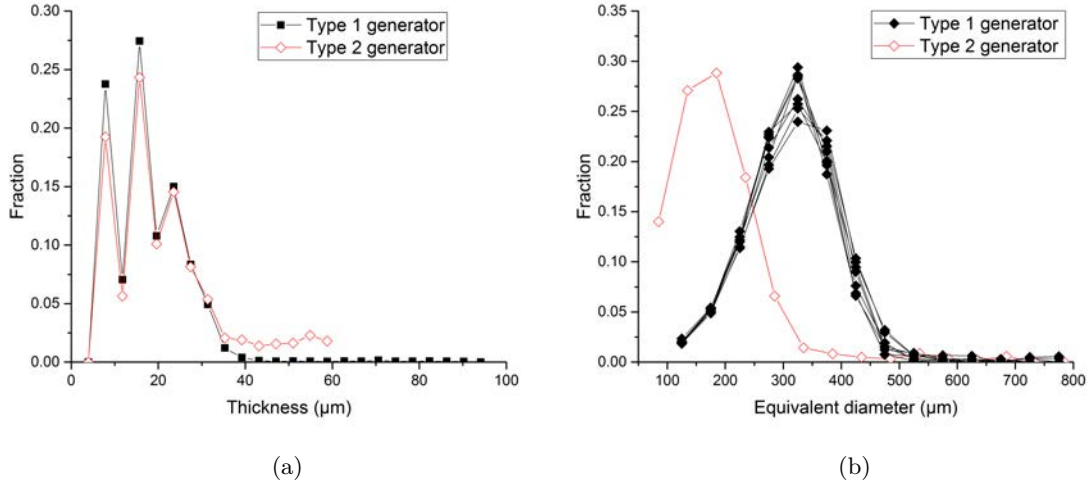 0.30
0.25
0.20
0.15
0.10
0.05
0.00
Fraction
0 20 40 60 80 100
Thickness (µm)
Type 1 generator
Type 2 generator
(a)
0.35
0.30
0.25
0.20
0.15
0.10
0.05
0.00
Fraction
100 200 300 400 500 600 700 800
Equivalent diameter (µm)
Type 1 generator
Type 2 generator
(b)